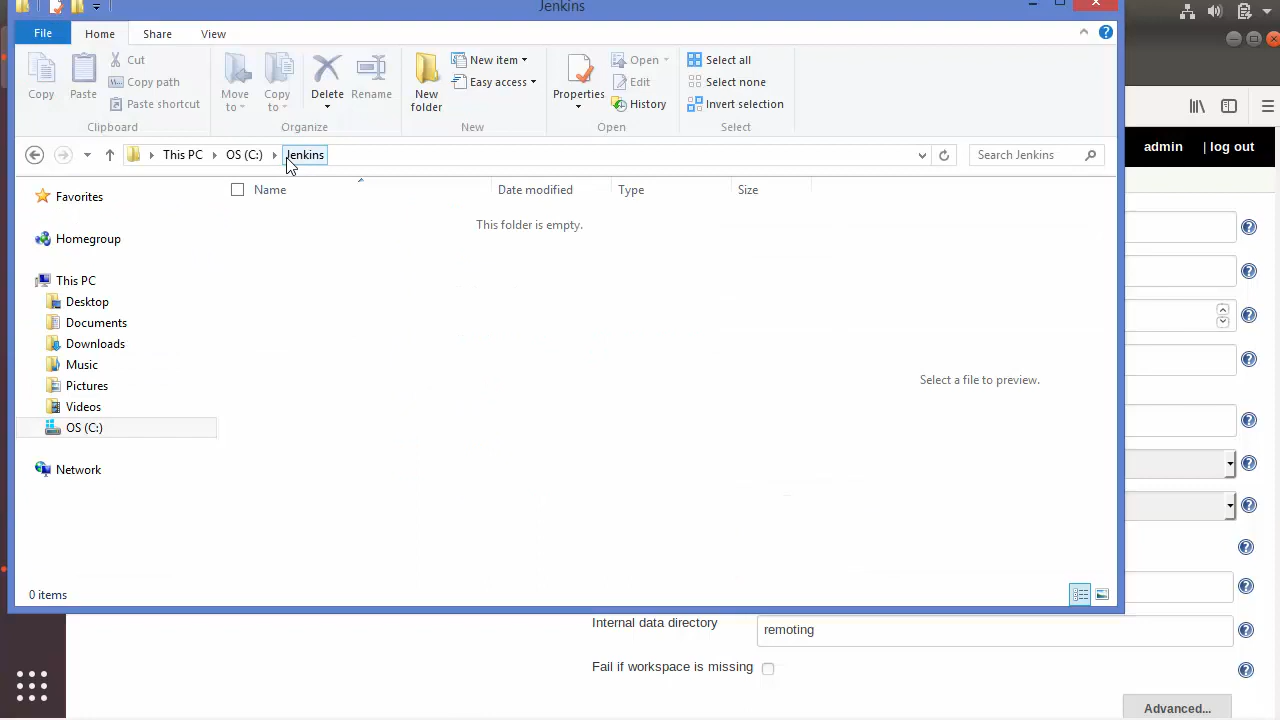 Jenkins
File Home Share View
Copy Paste Cut Copy path Paste shortcut Move to Copy to Delete Rename New folder New item Easy access Properties Open Edit History Select all Select none Invert selection
Clipboard Organize New Open Select
This PC OS (C:) Jenkins Search Jenkins
admin | log out
Name Date modified Type Size
This folder is empty.
Favorites
Homegroup
This PC
Desktop
Documents
Downloads
Music
Pictures
Videos
OS (C:)
Network
Select a file to preview.
0 items
Internal data directory remoting
Fail if workspace is missing
Advanced...